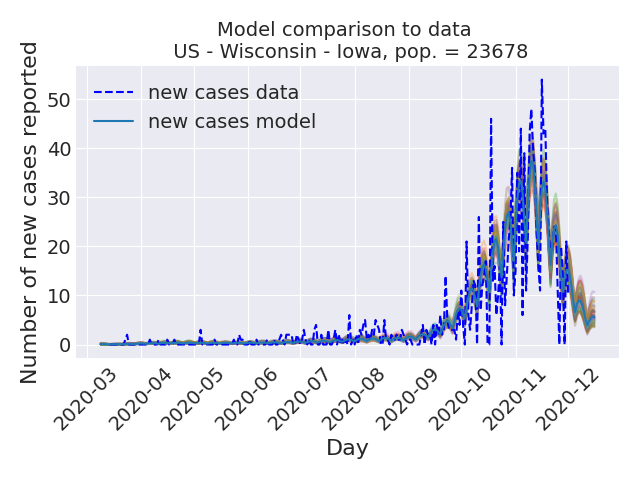 Model comparison to data
US - Wisconsin - Iowa, pop. = 23678
new cases data
new cases model
Number of new cases reported
50
40
30
20
10
0
2020-03
2020-04
2020-05
2020-06
2020-07
2020-08
2020-09
2020-10
2020-11
2020-12
Day